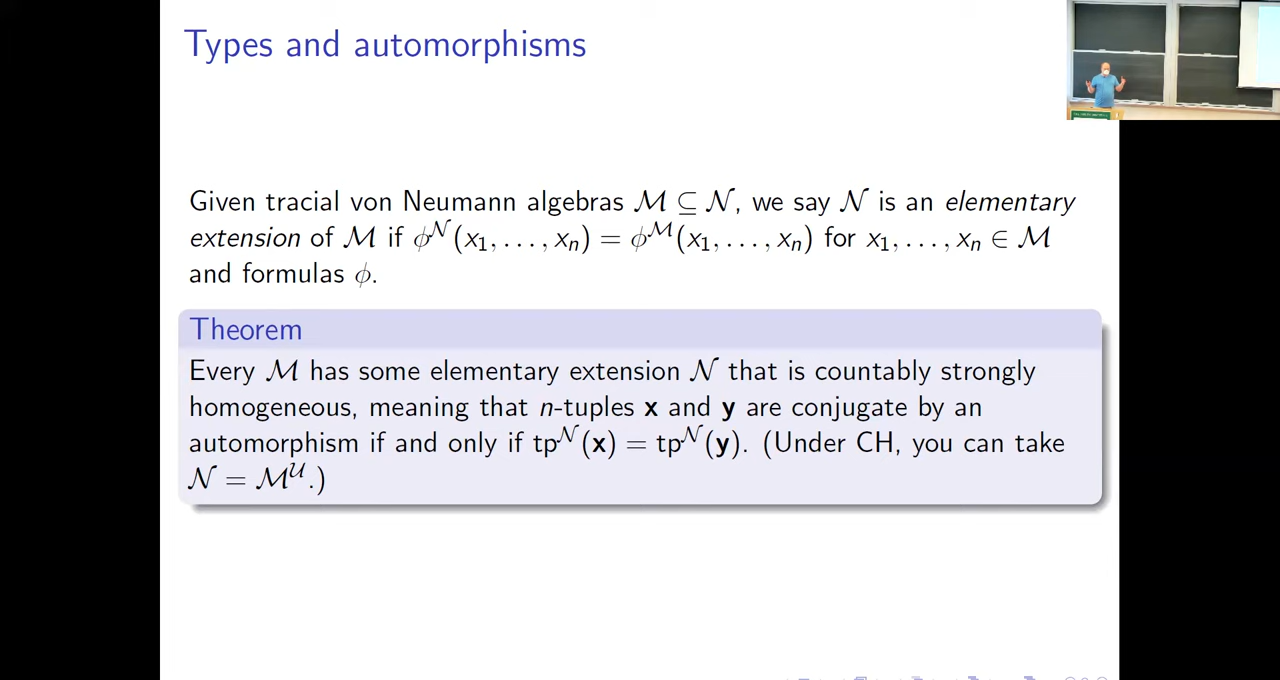 Types and automorphisms
Given tracial von Neumann algebras ℳ ⊆ 𝒩, we say 𝒩 is an elementary
extension of ℳ if ϕ^𝒩(x₁, . . . , xₙ) = ϕ^ℳ(x₁, . . . , xₙ) for x₁, . . . , xₙ ∈ ℳ
and formulas ϕ.
Theorem
Every ℳ has some elementary extension 𝒩 that is countably strongly
homogeneous, meaning that n-tuples x and y are conjugate by an
automorphism if and only if tp^𝒩(x) = tp^𝒩(y). (Under CH, you can take
𝒩 = ℳ^𝒰.)